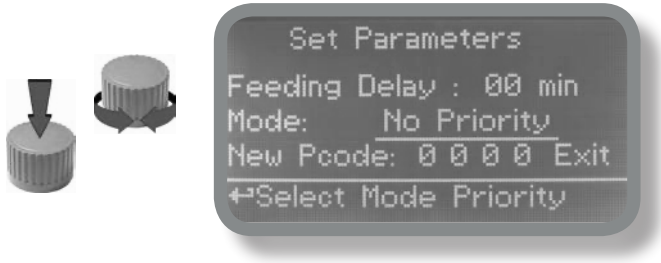 Set Parameters
Feeding Delay : 00 min
Mode: No Priority
New Pcode: 0 0 0 0 Exit
↩Select Mode Priority